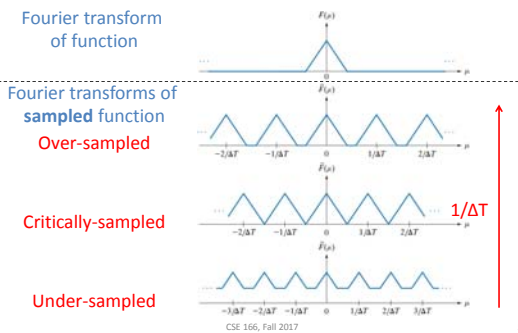 Fourier transform
of function
F(μ)
...
...
0
μ
Fourier transforms of
sampled function
Over-sampled
F̃(μ)
...
...
μ
-2/ΔT -1/ΔT 0 1/ΔT 2/ΔT
Critically-sampled
F̃(μ)
...
...
μ
-2/ΔT -1/ΔT 0 1/ΔT 2/ΔT
1/ΔT
Under-sampled
F̃(μ)
...
...
μ
-3/ΔT -2/ΔT -1/ΔT 0 1/ΔT 2/ΔT 3/ΔT
CSE 166, Fall 2017